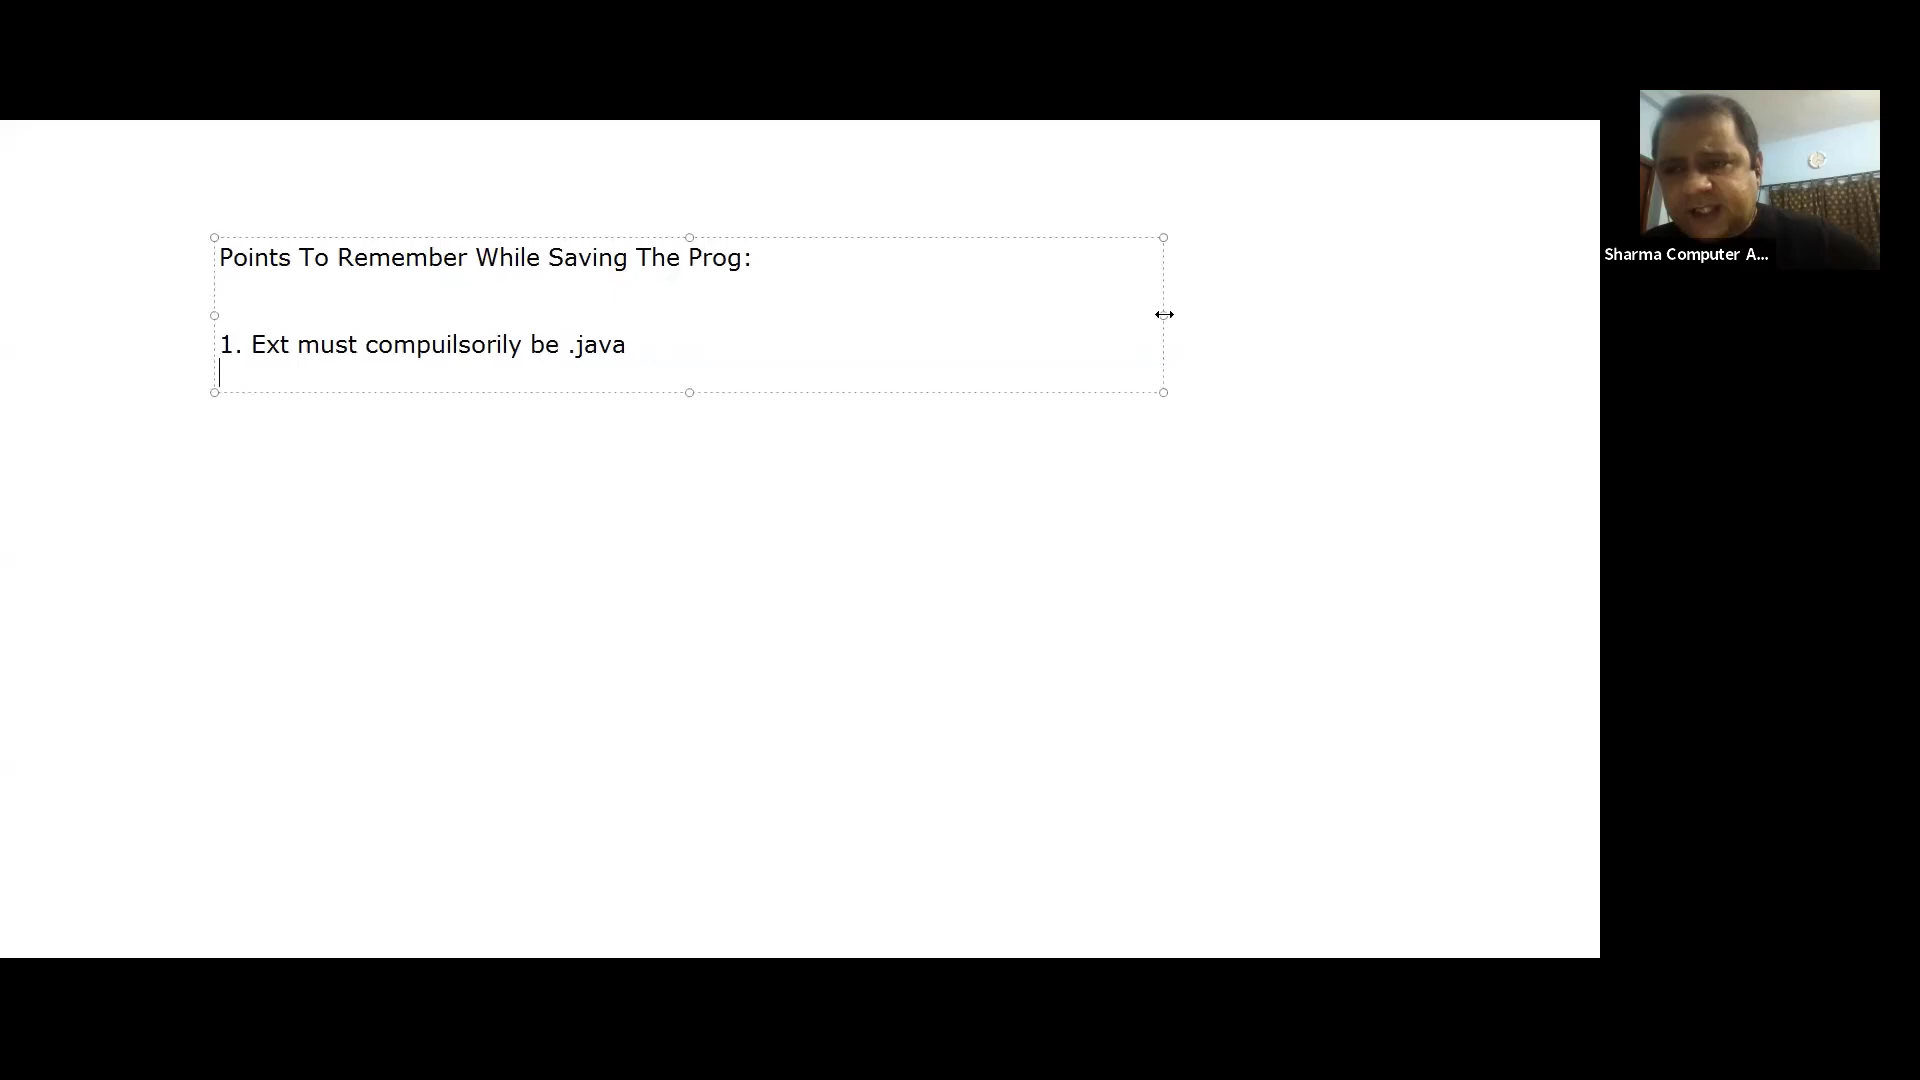 Points To Remember While Saving The Prog:
1. Ext must compuilsorily be .java
Sharma Computer A...